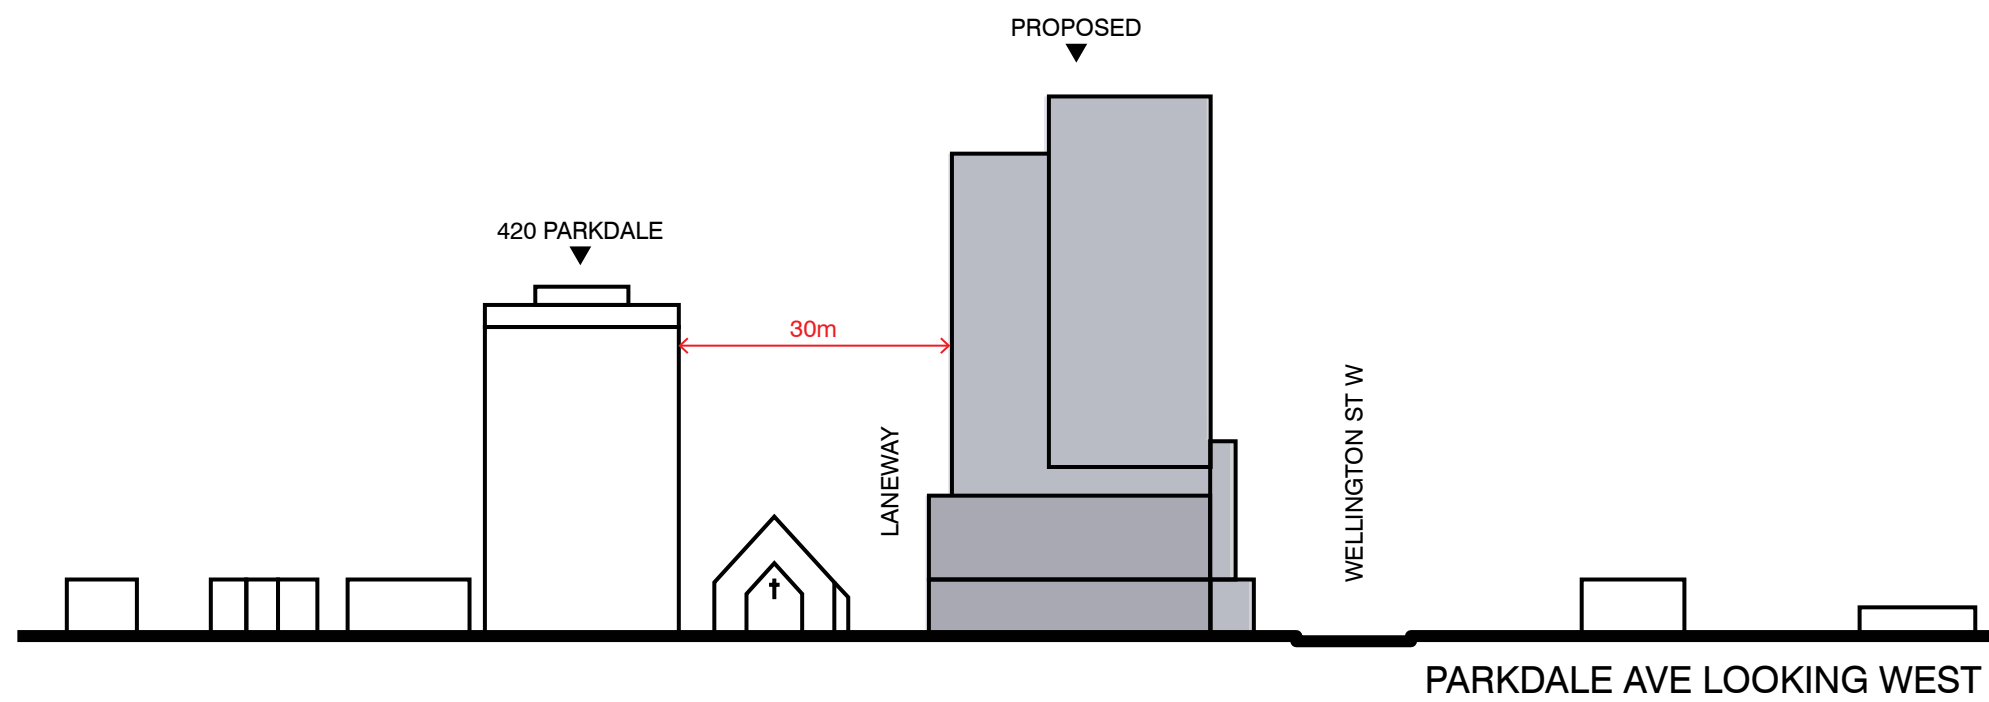 PROPOSED
420 PARKDALE
30m
LANEWAY
WELLINGTON ST W
PARKDALE AVE LOOKING WEST